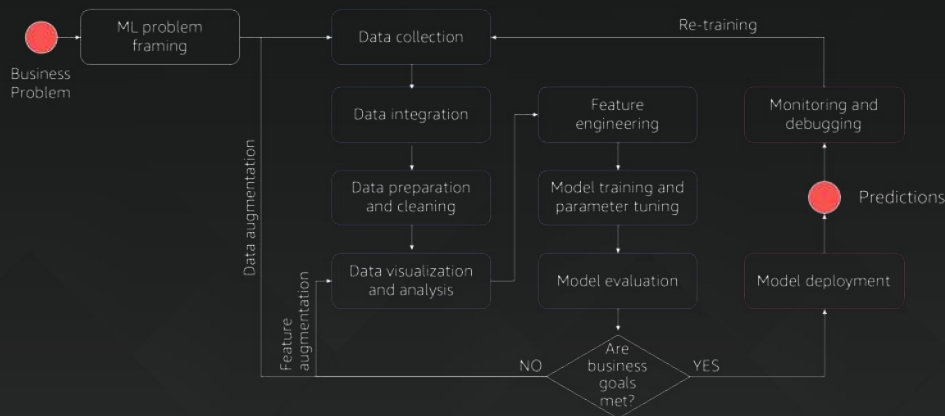 ML problem
framing
Business
Problem
Data collection
Re-training
Data integration
Feature
engineering
Monitoring and
debugging
Data augmentation
Data preparation
and cleaning
Model training and
parameter tuning
Predictions
Feature
augmentation
Data visualization
and analysis
Model evaluation
Model deployment
NO
Are
business
goals
met?
YES